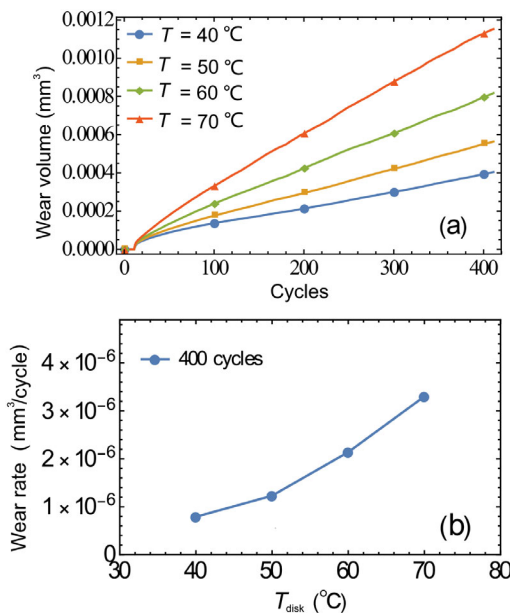 0.0012
0.0010
0.0008
0.0006
0.0004
0.0002
0.0000
Wear volume (mm³)
T = 40 °C
T = 50 °C
T = 60 °C
T = 70 °C
(a)
0 100 200 300 400
Cycles
4 × 10⁻⁶
3 × 10⁻⁶
2 × 10⁻⁶
1 × 10⁻⁶
0
Wear rate (mm³/cycle)
400 cycles
(b)
30 40 50 60 70 80
T_disk (°C)